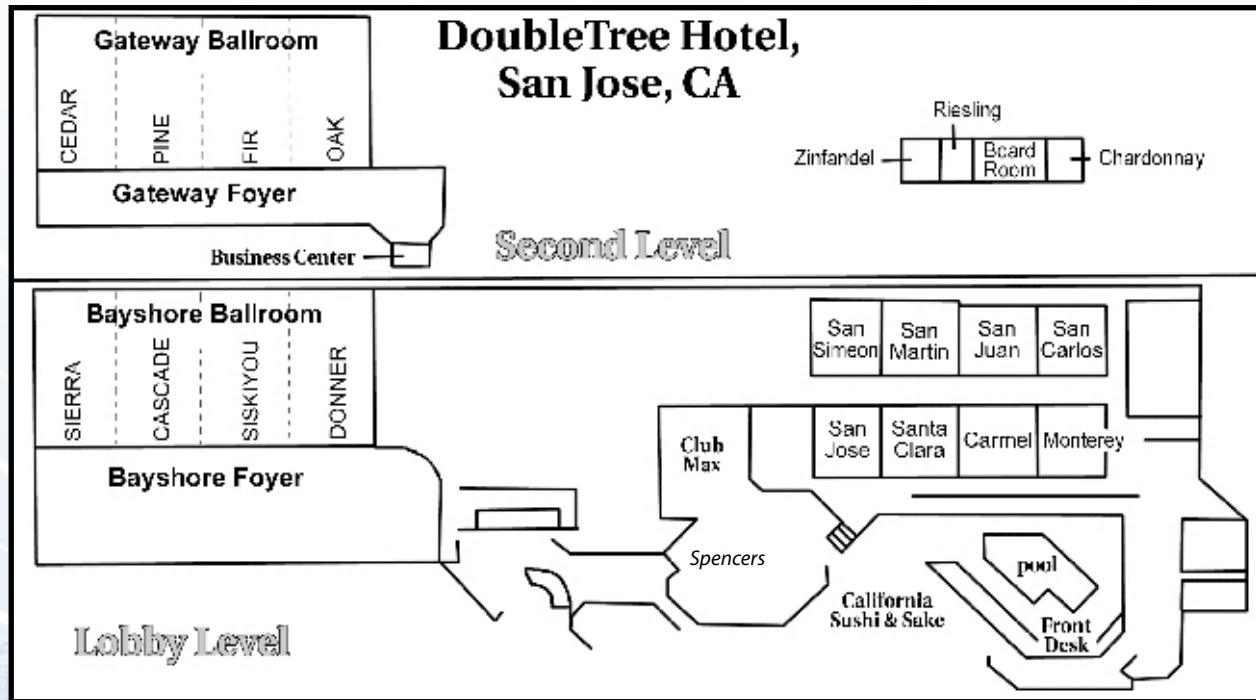 DoubleTree Hotel,
San Jose, CA
Gateway Ballroom
CEDAR
PINE
FIR
OAK
Gateway Foyer
Business Center
Second Level
Riesling
Zinfandel
Board
Room
Chardonnay
Bayshore Ballroom
SIERRA
CASCADE
SISKIYOU
DONNER
Bayshore Foyer
San
Simeon
San
Martin
San
Juan
San
Carlos
Club
Max
San
Jose
Santa
Clara
Carmel
Monterey
Spencers
pool
California
Sushi & Sake
Front
Desk
Lobby Level